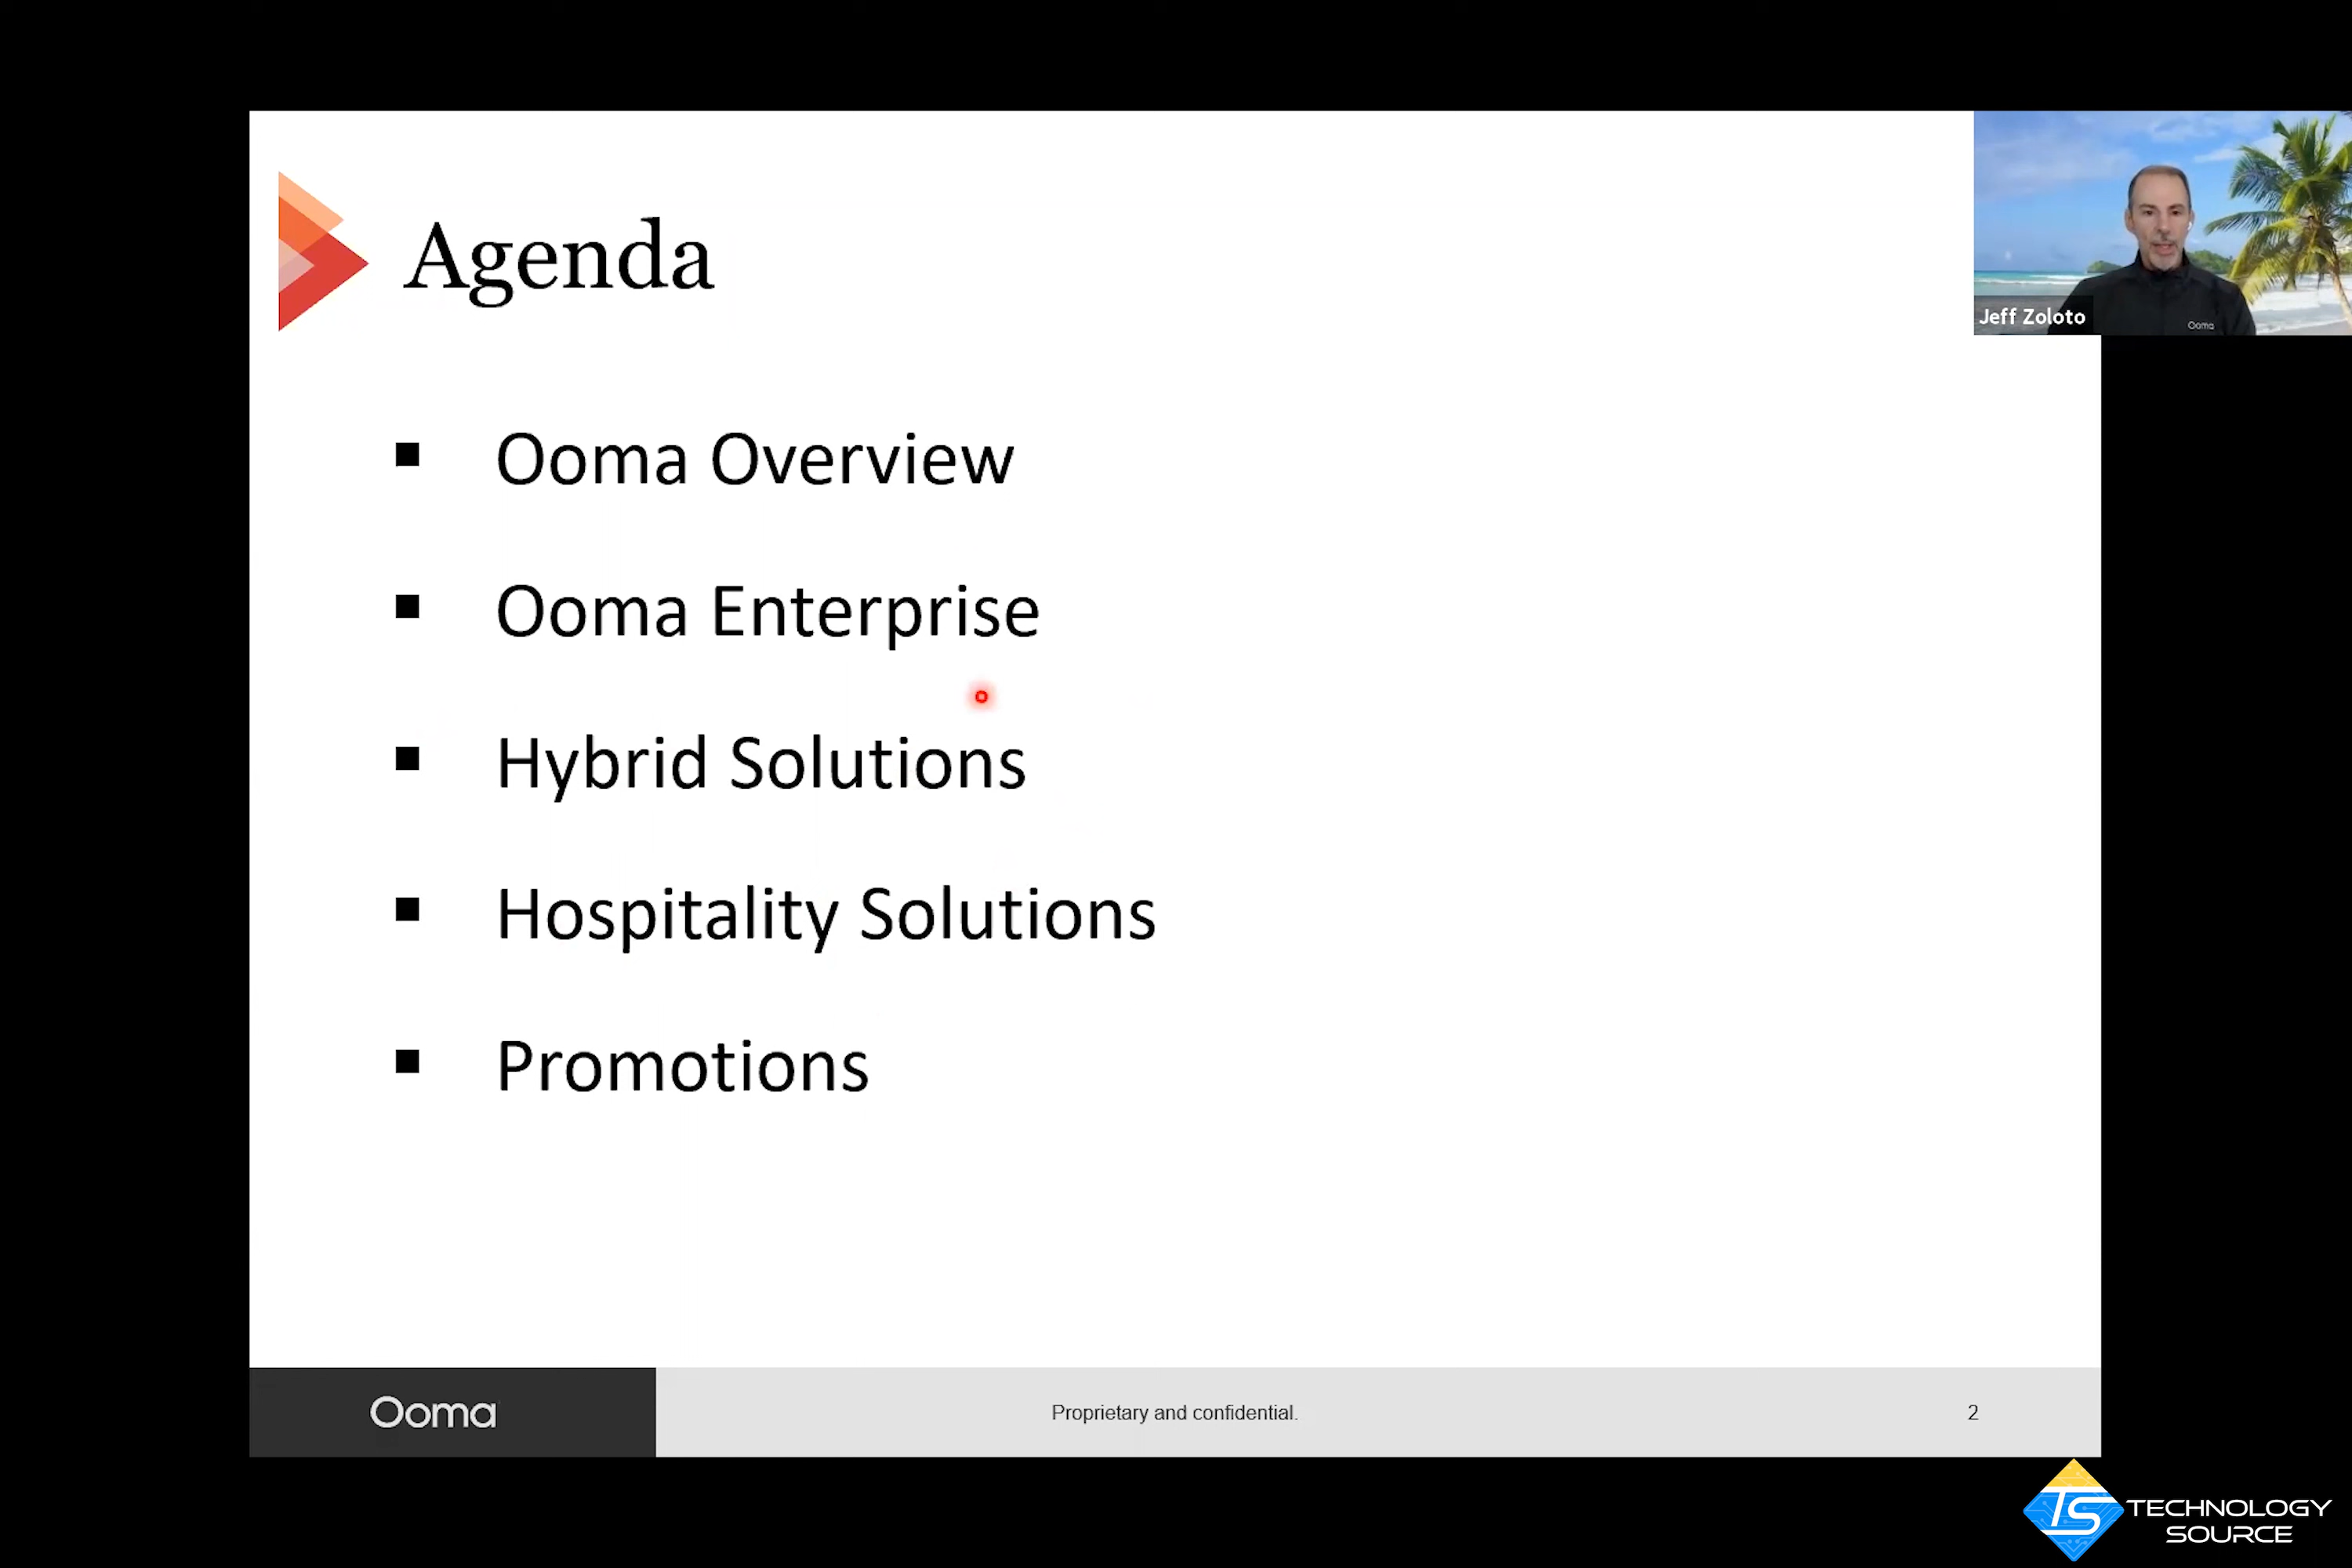 Agenda
Jeff Zoloto
Ooma
Ooma Overview
Ooma Enterprise
Hybrid Solutions
Hospitality Solutions
Promotions
Ooma
Proprietary and confidential.
2
TS
TECHNOLOGY
SOURCE